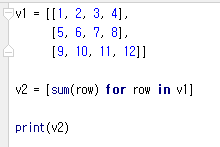 v1 = [[1, 2, 3, 4],
[5, 6, 7, 8],
[9, 10, 11, 12]]
v2 = [sum(row) for row in v1]
print(v2)